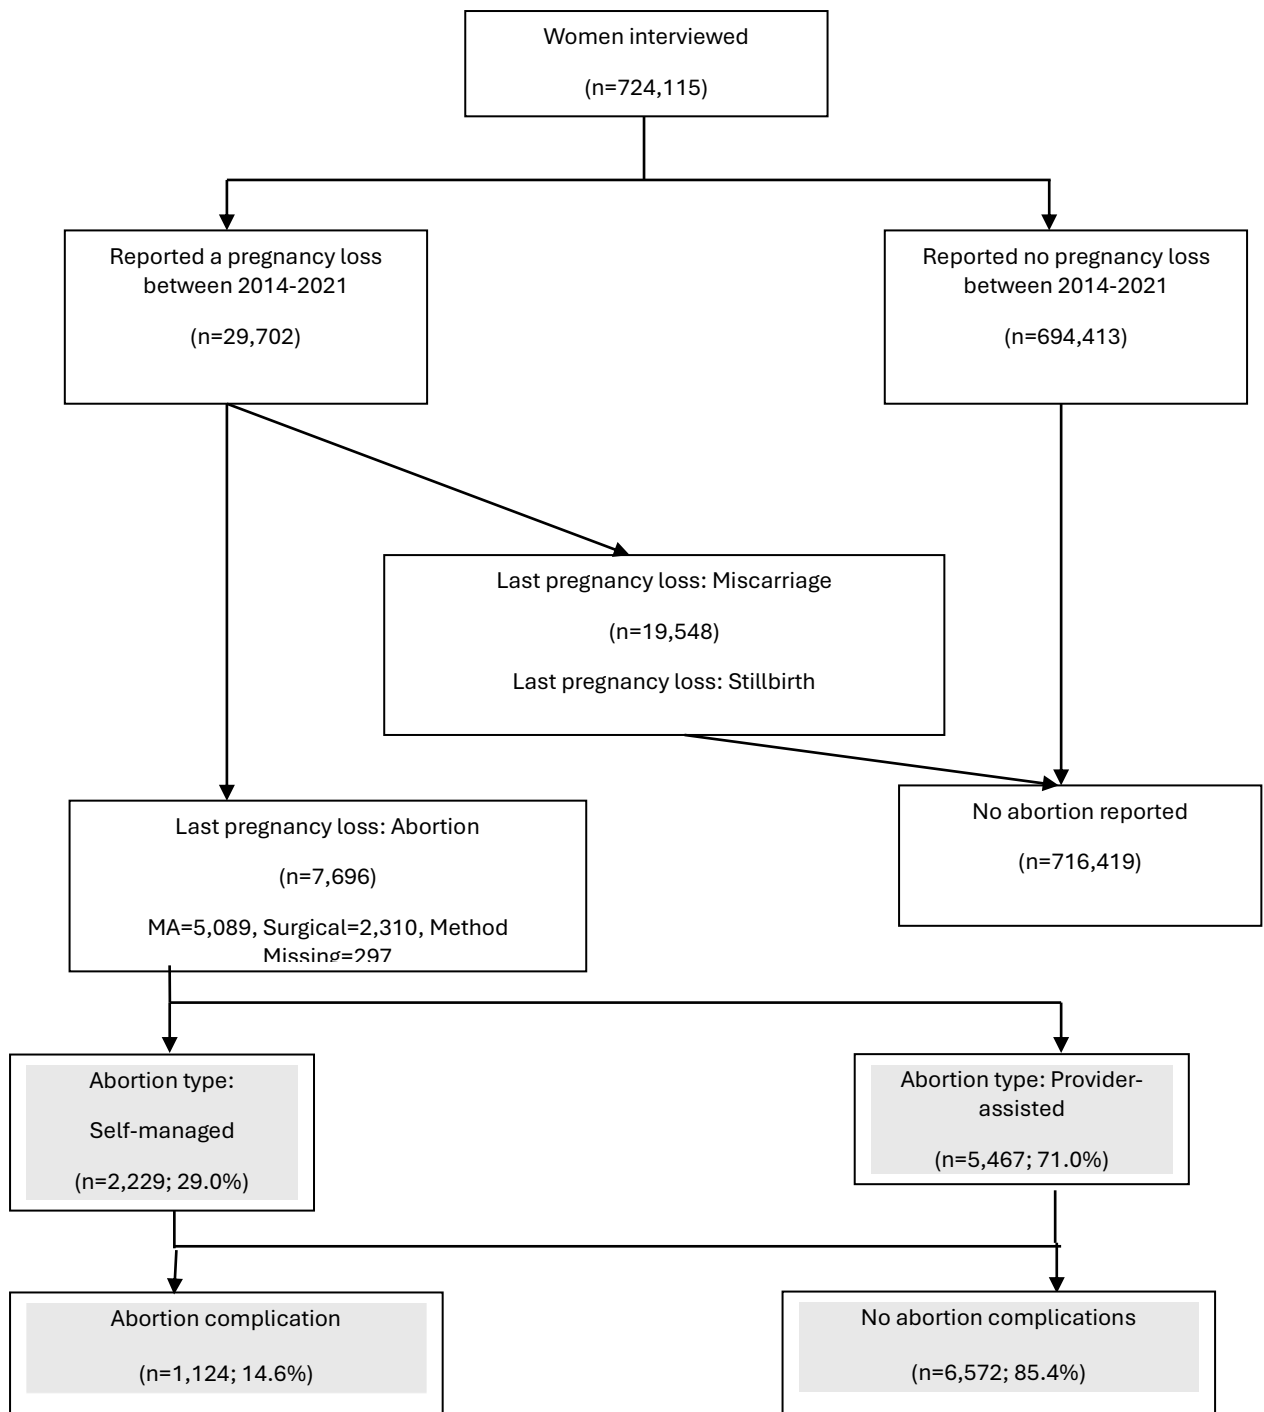 Women interviewed
(n=724,115)
Reported a pregnancy loss
between 2014-2021
(n=29,702)
Reported no pregnancy loss
between 2014-2021
(n=694,413)
Last pregnancy loss: Miscarriage
(n=19,548)
Last pregnancy loss: Stillbirth
Last pregnancy loss: Abortion
(n=7,696)
MA=5,089, Surgical=2,310, Method
Missing=297
No abortion reported
(n=716,419)
Abortion type:
Self-managed
(n=2,229; 29.0%)
Abortion type: Provider-
assisted
(n=5,467; 71.0%)
Abortion complication
(n=1,124; 14.6%)
No abortion complications
(n=6,572; 85.4%)